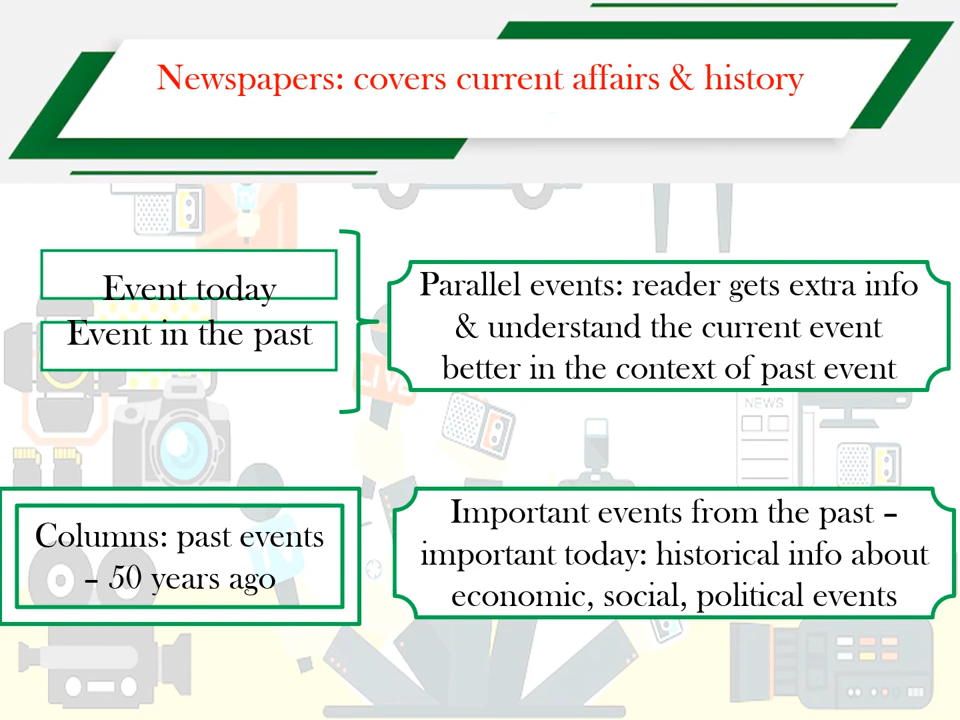 Newspapers: covers current affairs & history
Event today
Event in the past
Parallel events: reader gets extra info
& understand the current event
better in the context of past event
LIVE
NEWS
Columns: past events
– 50 years ago
Important events from the past –
important today: historical info about
economic, social, political events